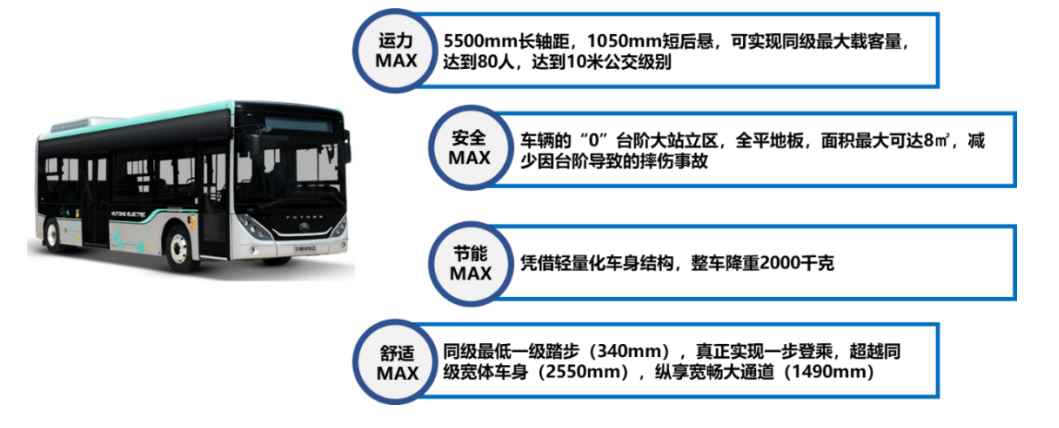 运力
MAX
5500mm长轴距，1050mm短后悬，可实现同级最大载客量，
达到80人，达到10米公交级别
安全
MAX
车辆的“0”台阶大站立区，全平地板，面积最大可达8㎡，减
少因台阶导致的摔伤事故
YUTONG ELECTRIC
YUTONG
节能
MAX
凭借轻量化车身结构，整车降重2000千克
舒适
MAX
同级最低一级踏步（340mm），真正实现一步登乘，超越同
级宽体车身（2550mm），纵享宽畅大通道（1490mm）